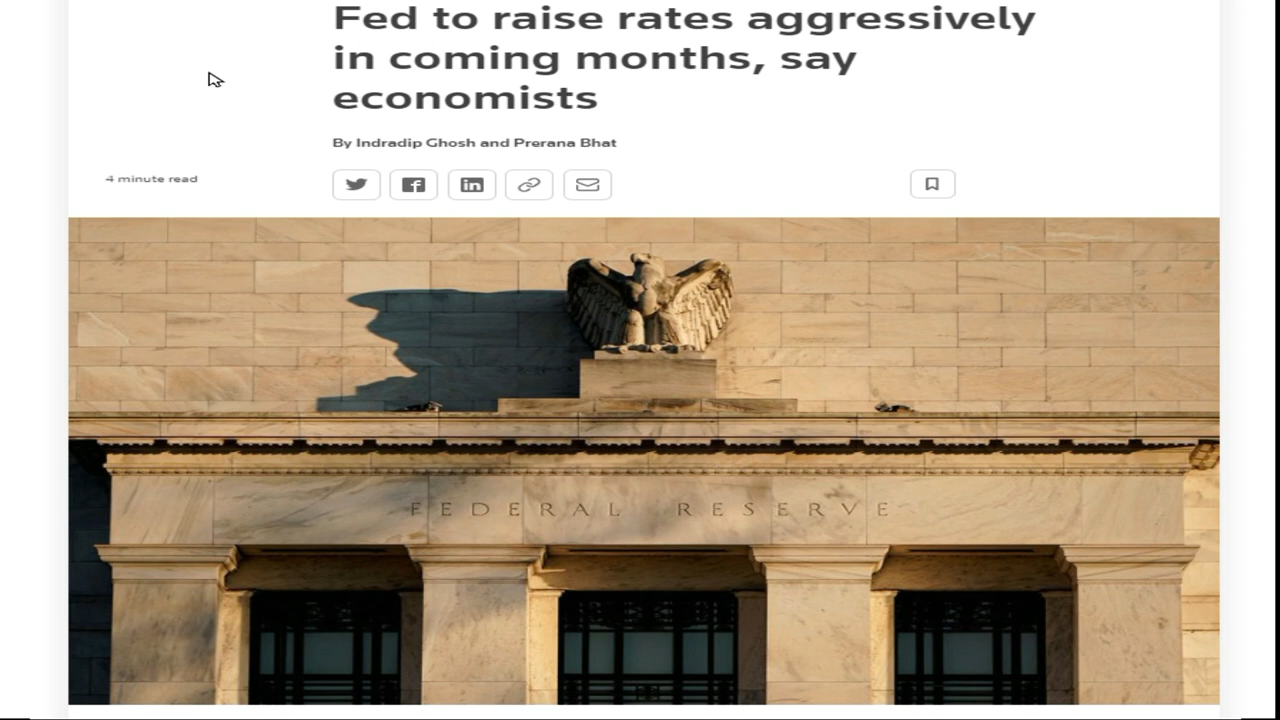 Fed to raise rates aggressively
in coming months, say
economists
By Indradip Ghosh and Prerana Bhat
4 minute read
FEDERAL RESERVE